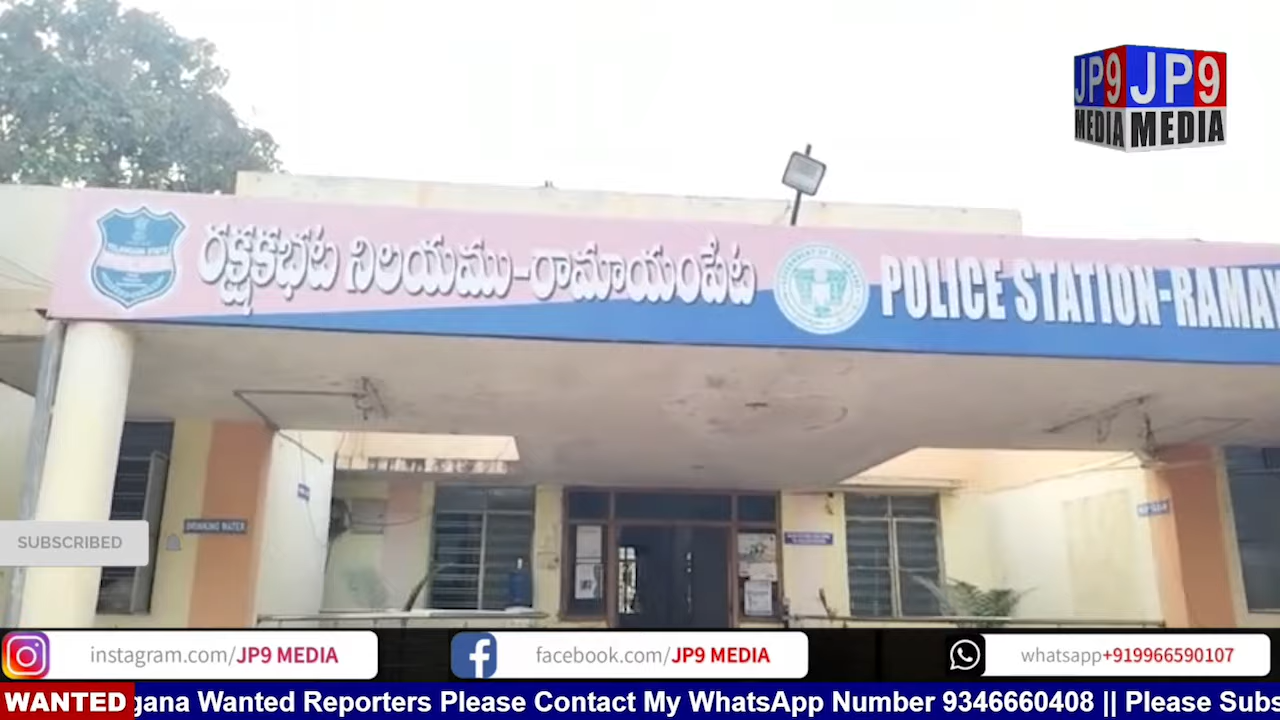 JP9 JP9
MEDIA MEDIA
రక్షకభట నిలయము-రామాయంపేట
POLICE STATION-RAMAY
DRINKING WATER
SUBSCRIBED
instagram.com/JP9 MEDIA
facebook.com/JP9 MEDIA
whatsapp+919966590107
WANTED gana Wanted Reporters Please Contact My WhatsApp Number 9346660408 || Please Subs